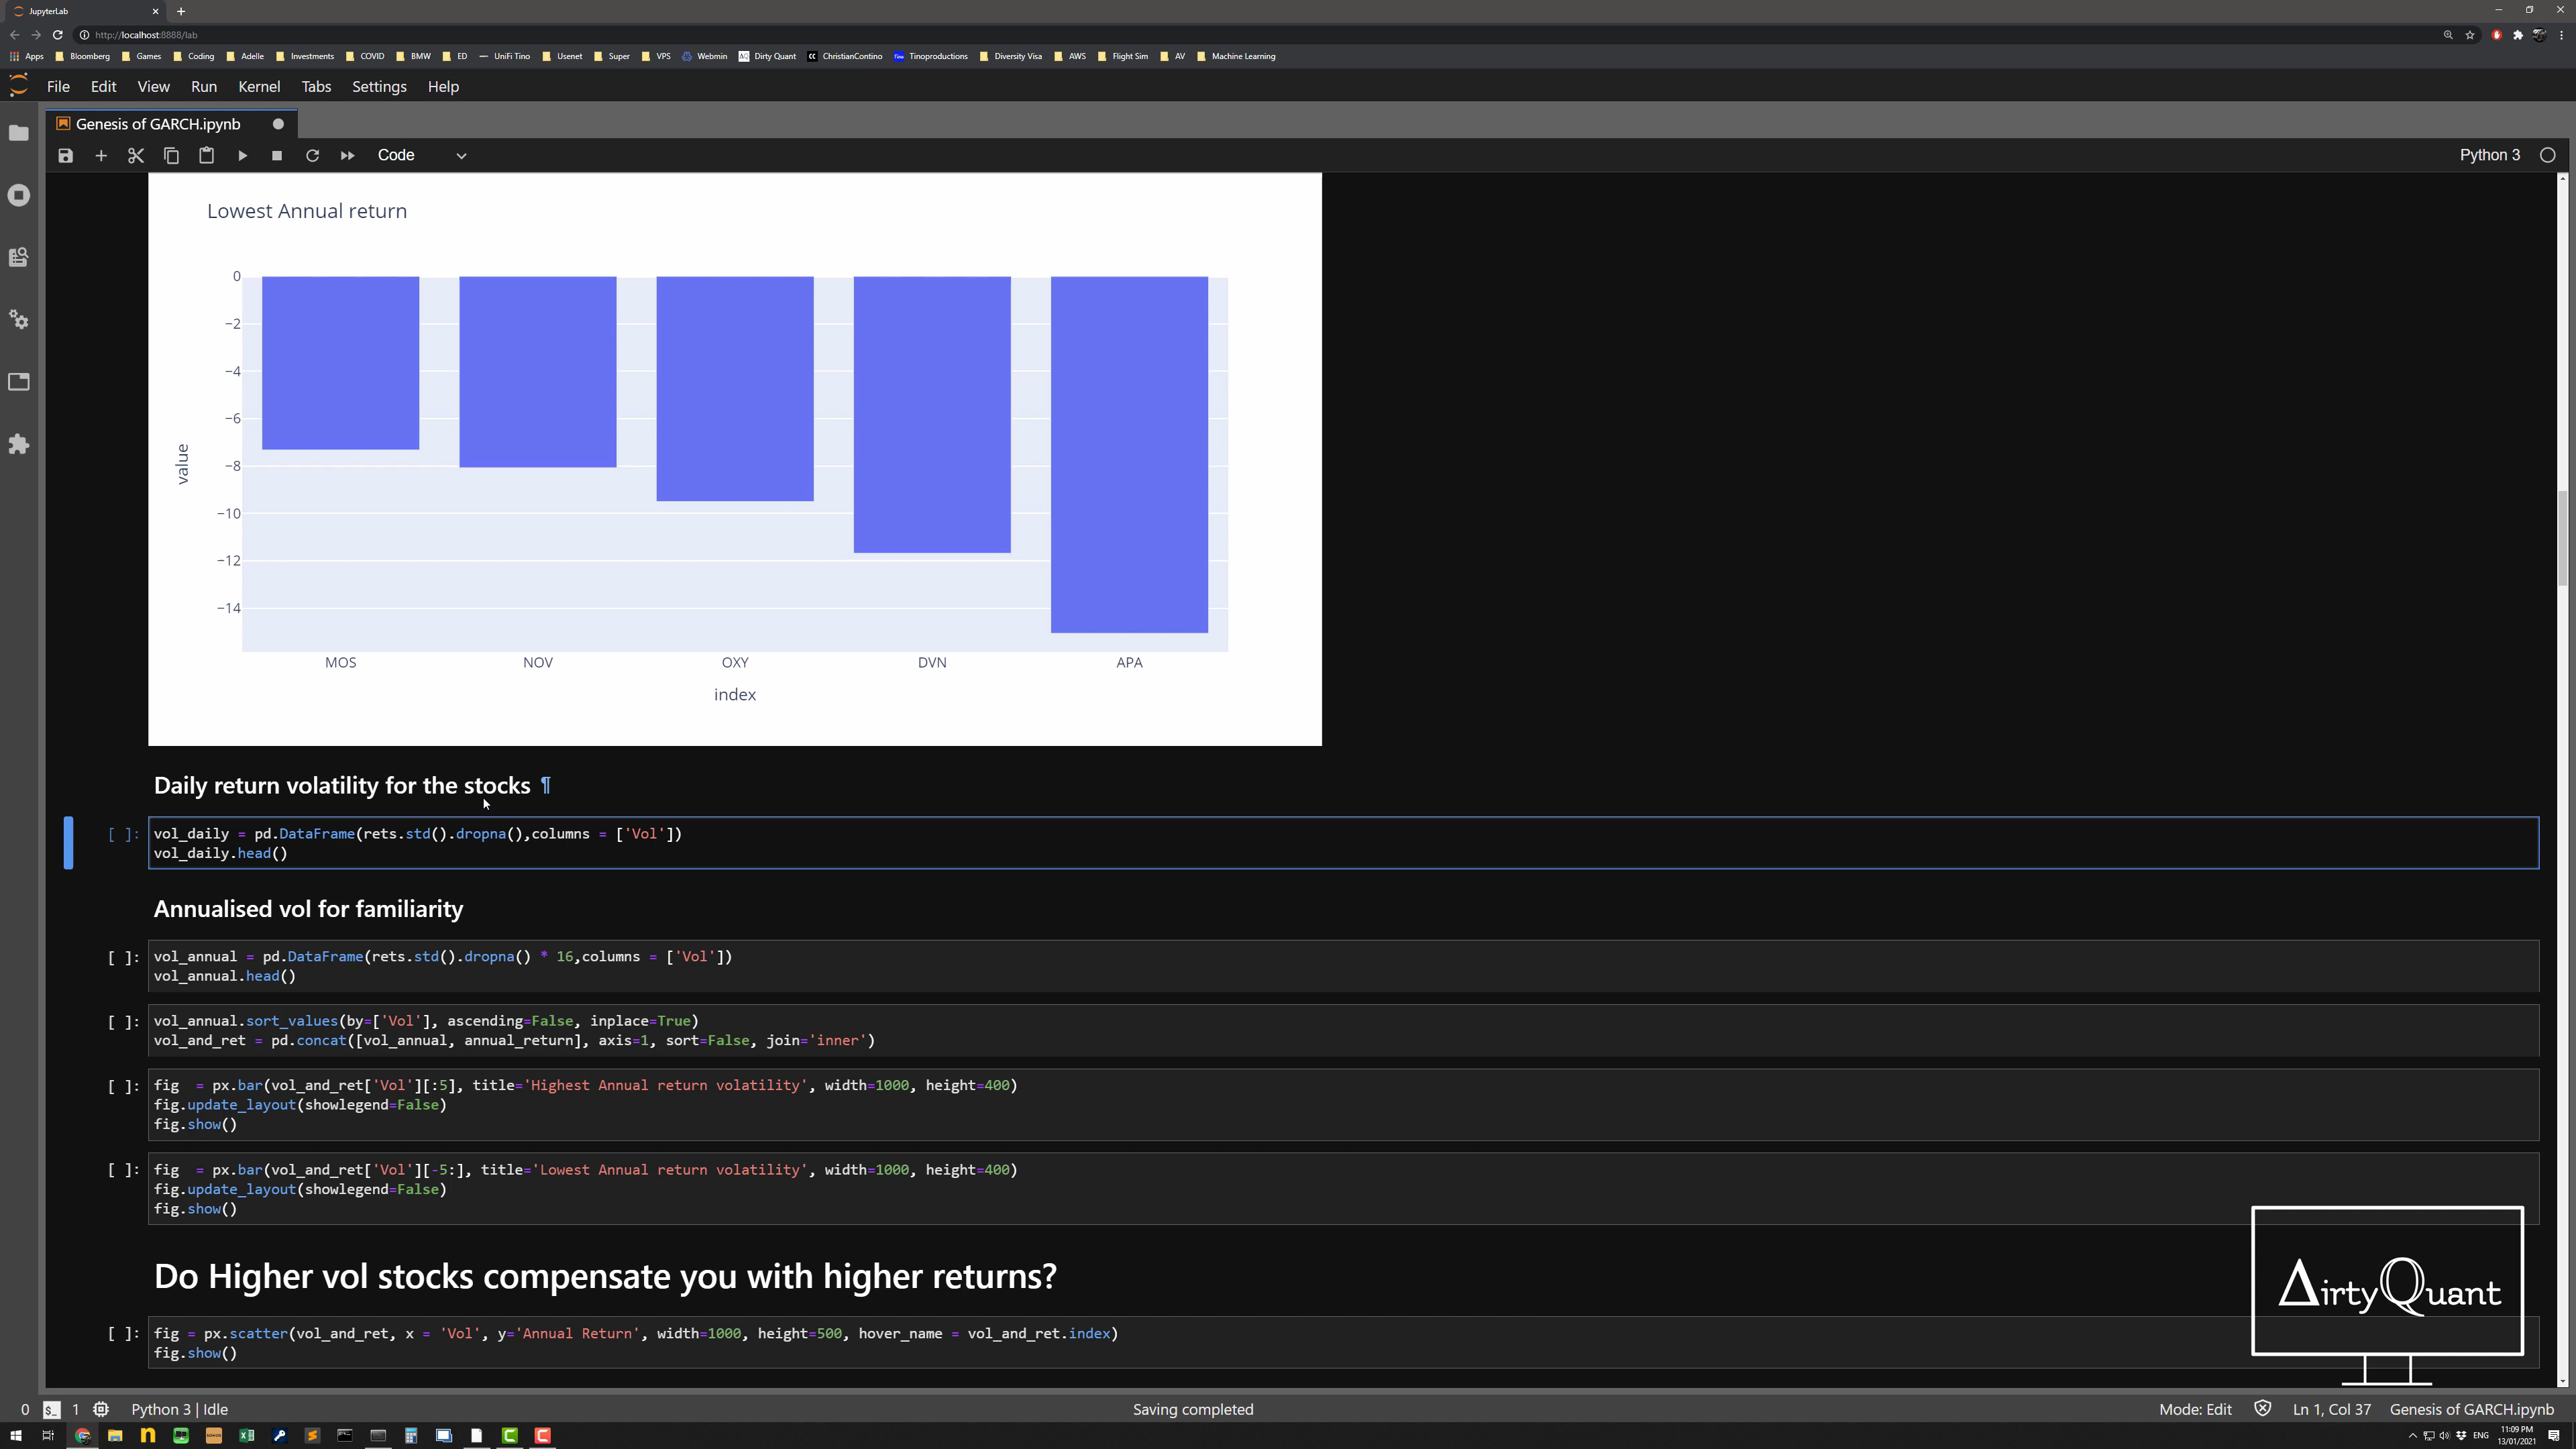 JupyterLab
http://localhost:8888/lab
Apps Bloomberg Games Coding Adelle Investments COVID BMW ED UniFi Tino Usenet Super VPS Webmin Dirty Quant ChristianContino Tinoproductions Diversity Visa AWS Flight Sim AV Machine Learning
File Edit View Run Kernel Tabs Settings Help
Genesis of GARCH.ipynb
Code
Python 3
Lowest Annual return
0
−2
−4
−6
−8
−10
−12
−14
value
MOS NOV OXY DVN APA
index
Daily return volatility for the stocks ¶
[ ]: vol_daily = pd.DataFrame(rets.std().dropna(),columns = ['Vol'])
vol_daily.head()
Annualised vol for familiarity
[ ]: vol_annual = pd.DataFrame(rets.std().dropna() * 16,columns = ['Vol'])
vol_annual.head()
[ ]: vol_annual.sort_values(by=['Vol'], ascending=False, inplace=True)
vol_and_ret = pd.concat([vol_annual, annual_return], axis=1, sort=False, join='inner')
[ ]: fig  = px.bar(vol_and_ret['Vol'][:5], title='Highest Annual return volatility', width=1000, height=400)
fig.update_layout(showlegend=False)
fig.show()
[ ]: fig  = px.bar(vol_and_ret['Vol'][-5:], title='Lowest Annual return volatility', width=1000, height=400)
fig.update_layout(showlegend=False)
fig.show()
Do Higher vol stocks compensate you with higher returns?
[ ]: fig = px.scatter(vol_and_ret, x = 'Vol', y='Annual Return', width=1000, height=500, hover_name = vol_and_ret.index)
fig.show()
ΔirtyQuant
0 $_ 1 Python 3 | Idle Saving completed Mode: Edit Ln 1, Col 37 Genesis of GARCH.ipynb
ENG
11:09 PM
13/01/2021